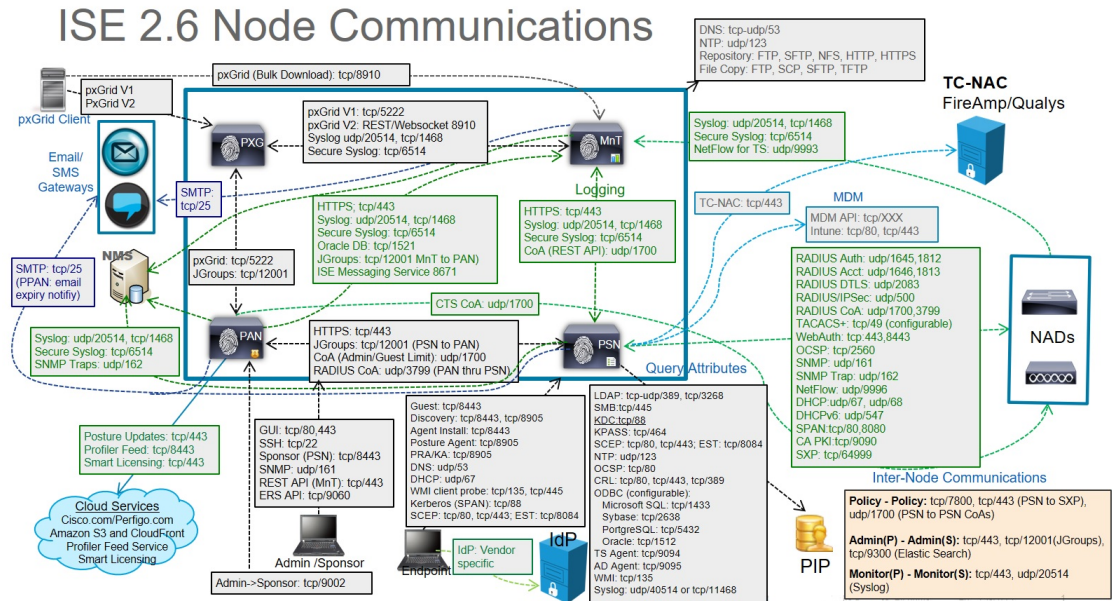 ISE 2.6 Node Communications
DNS: tcp-udp/53
NTP: udp/123
Repository: FTP, SFTP, NFS, HTTP, HTTPS
File Copy: FTP, SCP, SFTP, TFTP
pxGrid (Bulk Download): tcp/8910
pxGrid V1
PxGrid V2
pxGrid Client
pxGrid V1: tcp/5222
pxGrid V2: REST/Websocket 8910
Syslog udp/20514, tcp/1468
Secure Syslog: tcp/6514
PXG
MnT
Logging
TC-NAC
FireAmp/Qualys
Syslog: udp/20514, tcp/1468
Secure Syslog: tcp/6514
NetFlow for TS: udp/9993
Email/
SMS
Gateways
SMTP:
tcp/25
HTTPS; tcp/443
Syslog: udp/20514, tcp/1468
Secure Syslog: tcp/6514
Oracle DB: tcp/1521
JGroups: tcp/12001 MnT to PAN)
ISE Messaging Service 8671
HTTPS: tcp/443
Syslog: udp/20514, tcp/1468
Secure Syslog: tcp/6514
CoA (REST API): udp/1700
TC-NAC: tcp/443
MDM
MDM API: tcp/XXX
Intune: tcp/80, tcp/443
NMS
SMTP: tcp/25
(PPAN: email
expiry notifiy)
pxGrid: tcp/5222
JGroups: tcp/12001
CTS CoA: udp/1700
RADIUS Auth: udp/1645,1812
RADIUS Acct: udp/1646,1813
RADIUS DTLS: udp/2083
RADIUS/IPSec: udp/500
RADIUS CoA: udp/1700,3799
TACACS+: tcp/49 (configurable)
WebAuth: tcp:443,8443
OCSP: tcp/2560
SNMP: udp/161
SNMP Trap: udp/162
NetFlow: udp/9996
DHCP:udp/67, udp/68
DHCPv6: udp/547
SPAN:tcp/80,8080
CA PKI:tcp/9090
SXP: tcp/64999
NADs
PAN
HTTPS: tcp/443
JGroups: tcp/12001 (PSN to PAN)
CoA (Admin/Guest Limit): udp/1700
RADIUS CoA: udp/3799 (PAN thru PSN)
PSN
Query Attributes
Syslog: udp/20514, tcp/1468
Secure Syslog: tcp/6514
SNMP Traps: udp/162
Posture Updates: tcp/443
Profiler Feed: tcp/8443
Smart Licensing: tcp/443
Cloud Services
Cisco.com/Perfigo.com
Amazon S3 and CloudFront
Profiler Feed Service
Smart Licensing
GUI: tcp/80,443
SSH: tcp/22
Sponsor (PSN): tcp/8443
SNMP: udp/161
REST API (MnT): tcp/443
ERS API: tcp/9060
Admin /Sponsor
Admin->Sponsor: tcp/9002
Guest: tcp/8443
Discovery: tcp/8443, tcp/8905
Agent Install: tcp/8443
Posture Agent: tcp/8905
PRA/KA: tcp/8905
DNS: udp/53
DHCP: udp/67
WMI client probe: tcp/135, tcp/445
Kerberos (SPAN): tcp/88
SCEP: tcp/80, tcp/443; EST: tcp/8084
Endpoint
IdP: Vendor
specific
IdP
LDAP: tcp-udp/389, tcp/3268
SMB:tcp/445
KDC:tcp/88
KPASS: tcp/464
SCEP: tcp/80, tcp/443; EST: tcp/8084
NTP: udp/123
OCSP: tcp/80
CRL: tcp/80, tcp/443, tcp/389
ODBC (configurable):
Microsoft SQL: tcp/1433
Sybase: tcp/2638
PortgreSQL: tcp/5432
Oracle: tcp/1512
TS Agent: tcp/9094
AD Agent: tcp/9095
WMI: tcp/135
Syslog: udp/40514 or tcp/11468
PIP
Inter-Node Communications
Policy - Policy: tcp/7800, tcp/443 (PSN to SXP),
udp/1700 (PSN to PSN CoAs)
Admin(P) - Admin(S): tcp/443, tcp/12001(JGroups),
tcp/9300 (Elastic Search)
Monitor(P) - Monitor(S): tcp/443, udp/20514
(Syslog)